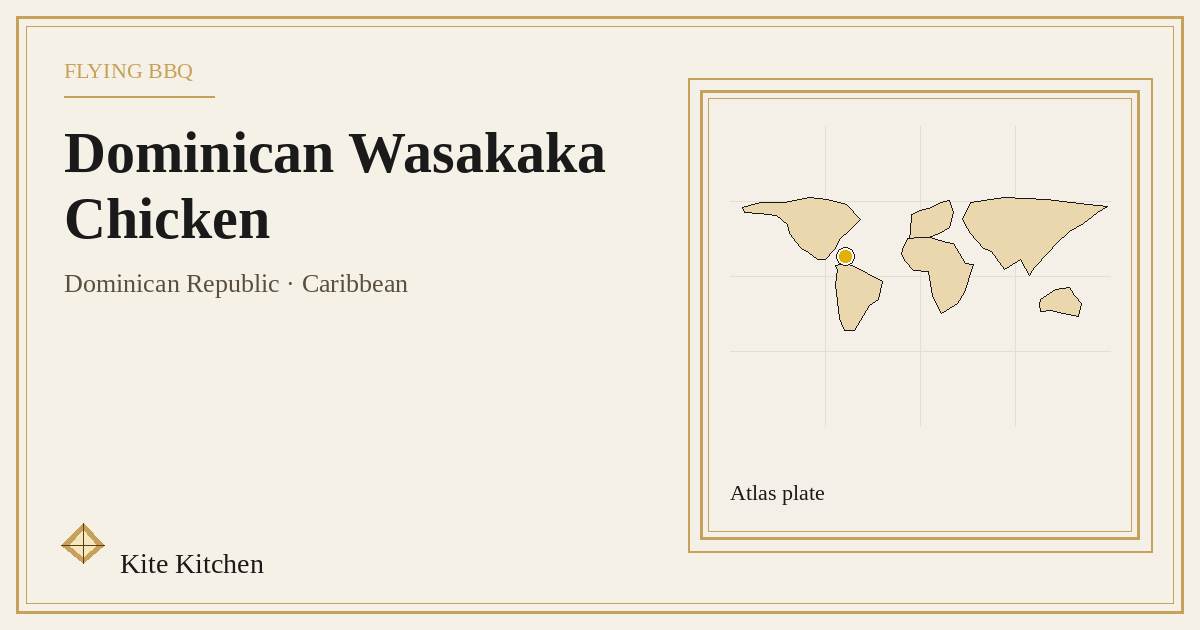 FLYING BBQ
Dominican Wasakaka
Chicken
Dominican Republic · Caribbean
Atlas plate
Kite Kitchen